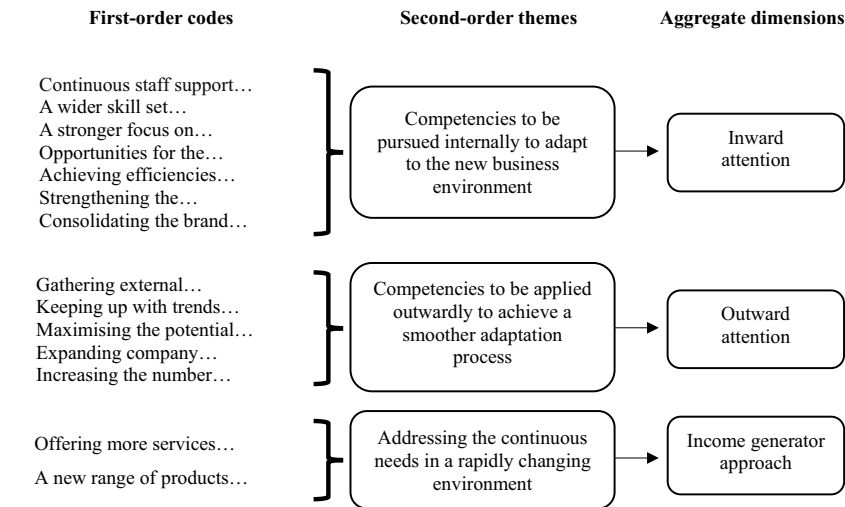 First-order codes
Second-order themes
Aggregate dimensions
Continuous staff support…
A wider skill set…
A stronger focus on…
Opportunities for the…
Achieving efficiencies…
Strengthening the…
Consolidating the brand…
Competencies to be
pursued internally to adapt
to the new business
environment
Inward
attention
Gathering external…
Keeping up with trends…
Maximising the potential…
Expanding company…
Increasing the number…
Competencies to be applied
outwardly to achieve a
smoother adaptation
process
Outward
attention
Offering more services…
A new range of products…
Addressing the continuous
needs in a rapidly changing
environment
Income generator
approach